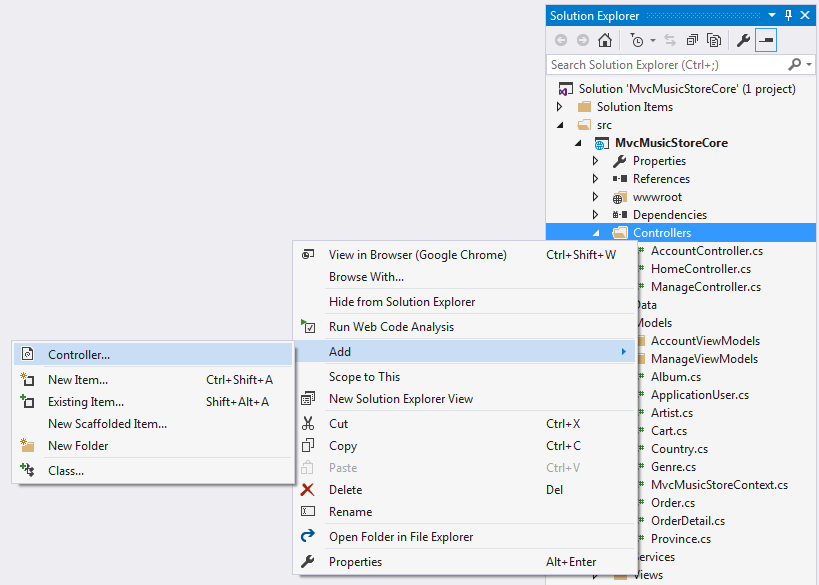 Solution Explorer
Search Solution Explorer (Ctrl+;)
Solution 'MvcMusicStoreCore' (1 project)
Solution Items
src
MvcMusicStoreCore
Properties
References
wwwroot
Dependencies
Controllers
AccountController.cs
HomeController.cs
ManageController.cs
Data
Models
AccountViewModels
ManageViewModels
Album.cs
ApplicationUser.cs
Artist.cs
Cart.cs
Country.cs
Genre.cs
MvcMusicStoreContext.cs
Order.cs
OrderDetail.cs
Province.cs
ervices
Views
View in Browser (Google Chrome) Ctrl+Shift+W
Browse With...
Hide from Solution Explorer
Run Web Code Analysis
Add
Scope to This
New Solution Explorer View
Cut Ctrl+X
Copy Ctrl+C
Paste Ctrl+V
Delete Del
Rename
Open Folder in File Explorer
Properties Alt+Enter
Controller...
New Item... Ctrl+Shift+A
Existing Item... Shift+Alt+A
New Scaffolded Item...
New Folder
Class...